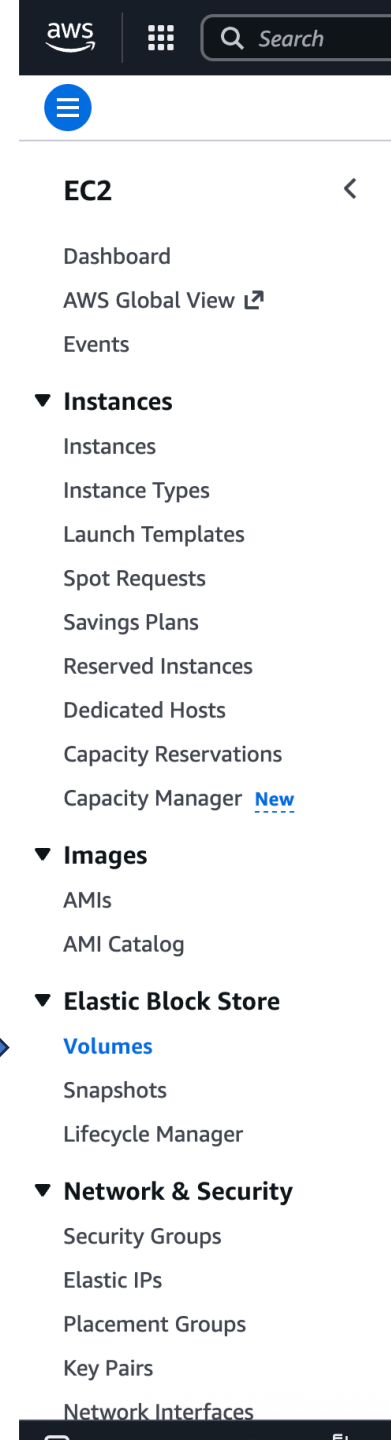 aws
Search
EC2
Dashboard
AWS Global View
Events
Instances
Instances
Instance Types
Launch Templates
Spot Requests
Savings Plans
Reserved Instances
Dedicated Hosts
Capacity Reservations
Capacity Manager New
Images
AMIs
AMI Catalog
Elastic Block Store
Volumes
Snapshots
Lifecycle Manager
Network & Security
Security Groups
Elastic IPs
Placement Groups
Key Pairs
Network Interfaces